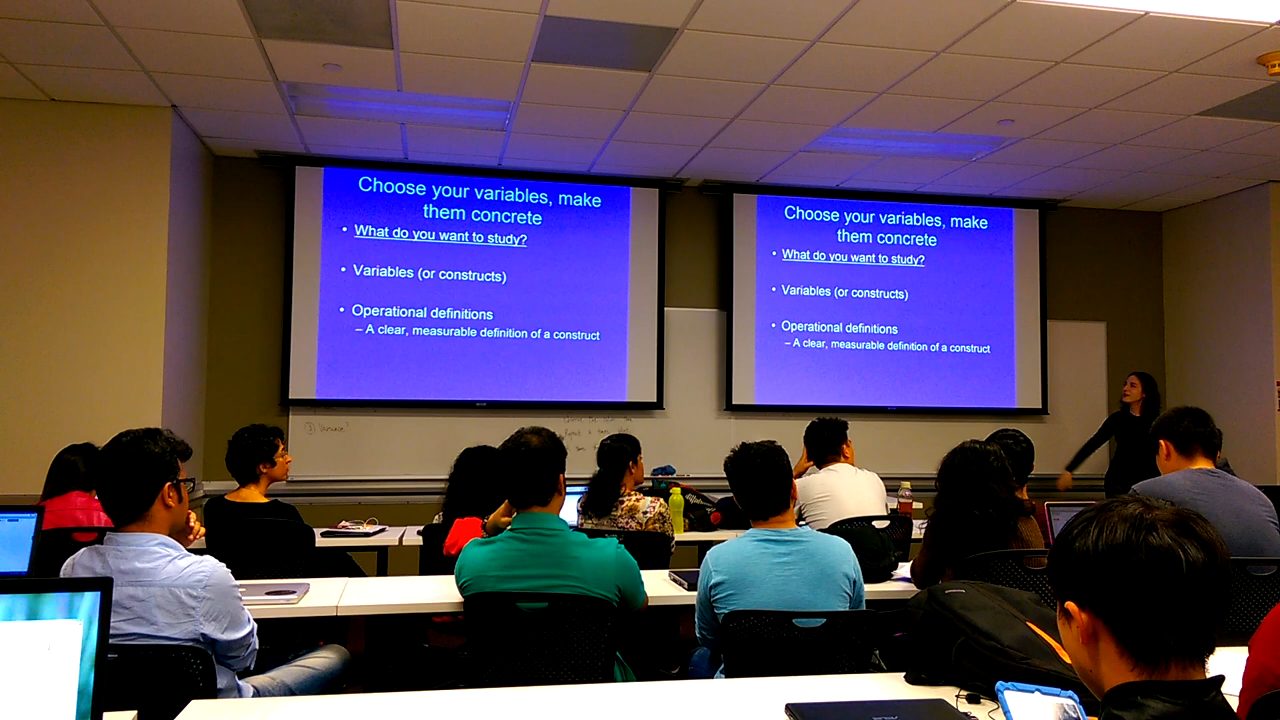 Choose your variables, make
them concrete
• What do you want to study?
• Variables (or constructs)
• Operational definitions
– A clear, measurable definition of a construct
Choose your variables, make
them concrete
• What do you want to study?
• Variables (or constructs)
• Operational definitions
– A clear, measurable definition of a construct
ASUS